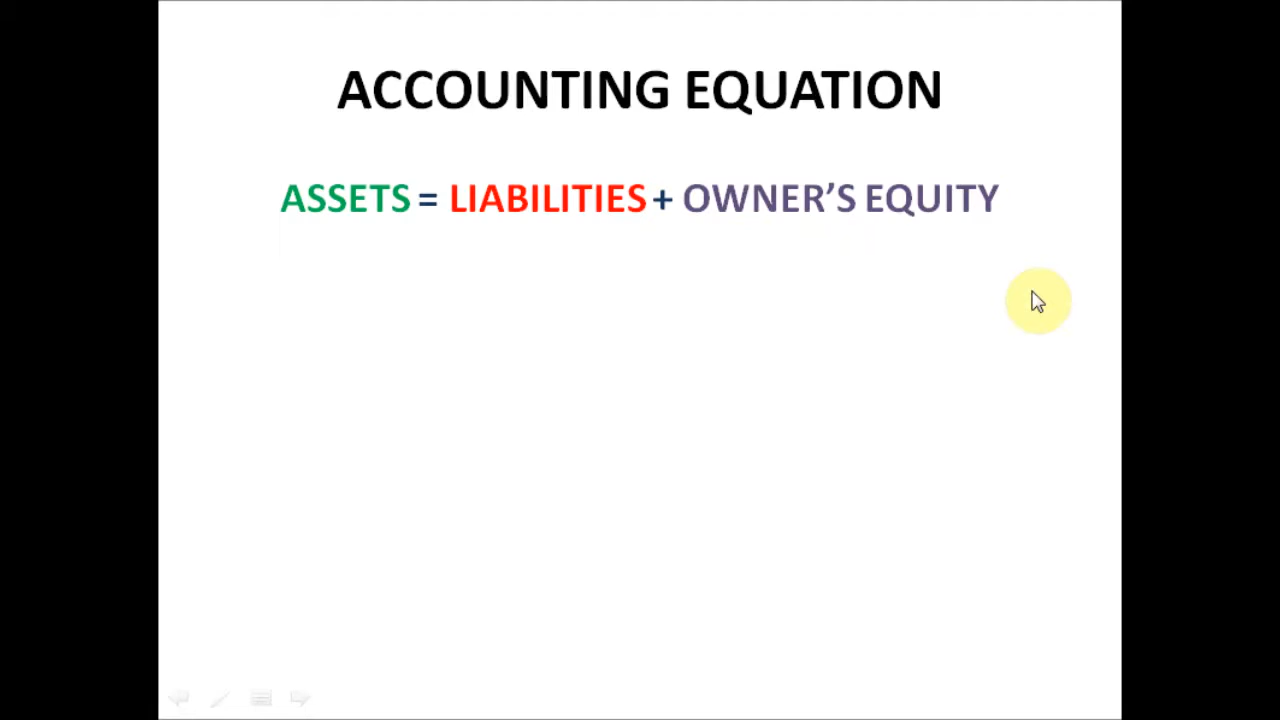 ACCOUNTING EQUATION
ASSETS = LIABILITIES + OWNER’S EQUITY